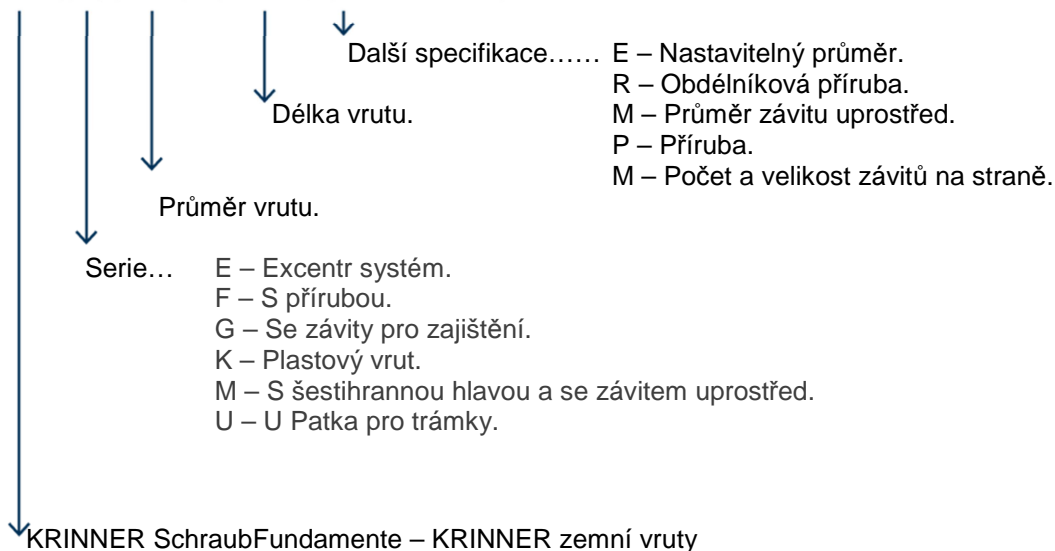 Další specifikace…… E – Nastavitelný průměr.
R – Obdélníková příruba.
Délka vrutu. M – Průměr závitu uprostřed.
P – Příruba.
M – Počet a velikost závitů na straně.
Průměr vrutu.
Serie… E – Excentr systém.
F – S přírubou.
G – Se závity pro zajištění.
K – Plastový vrut.
M – S šestihrannou hlavou a se závitem uprostřed.
U – U Patka pro trámky.
KRINNER SchraubFundamente – KRINNER zemní vruty